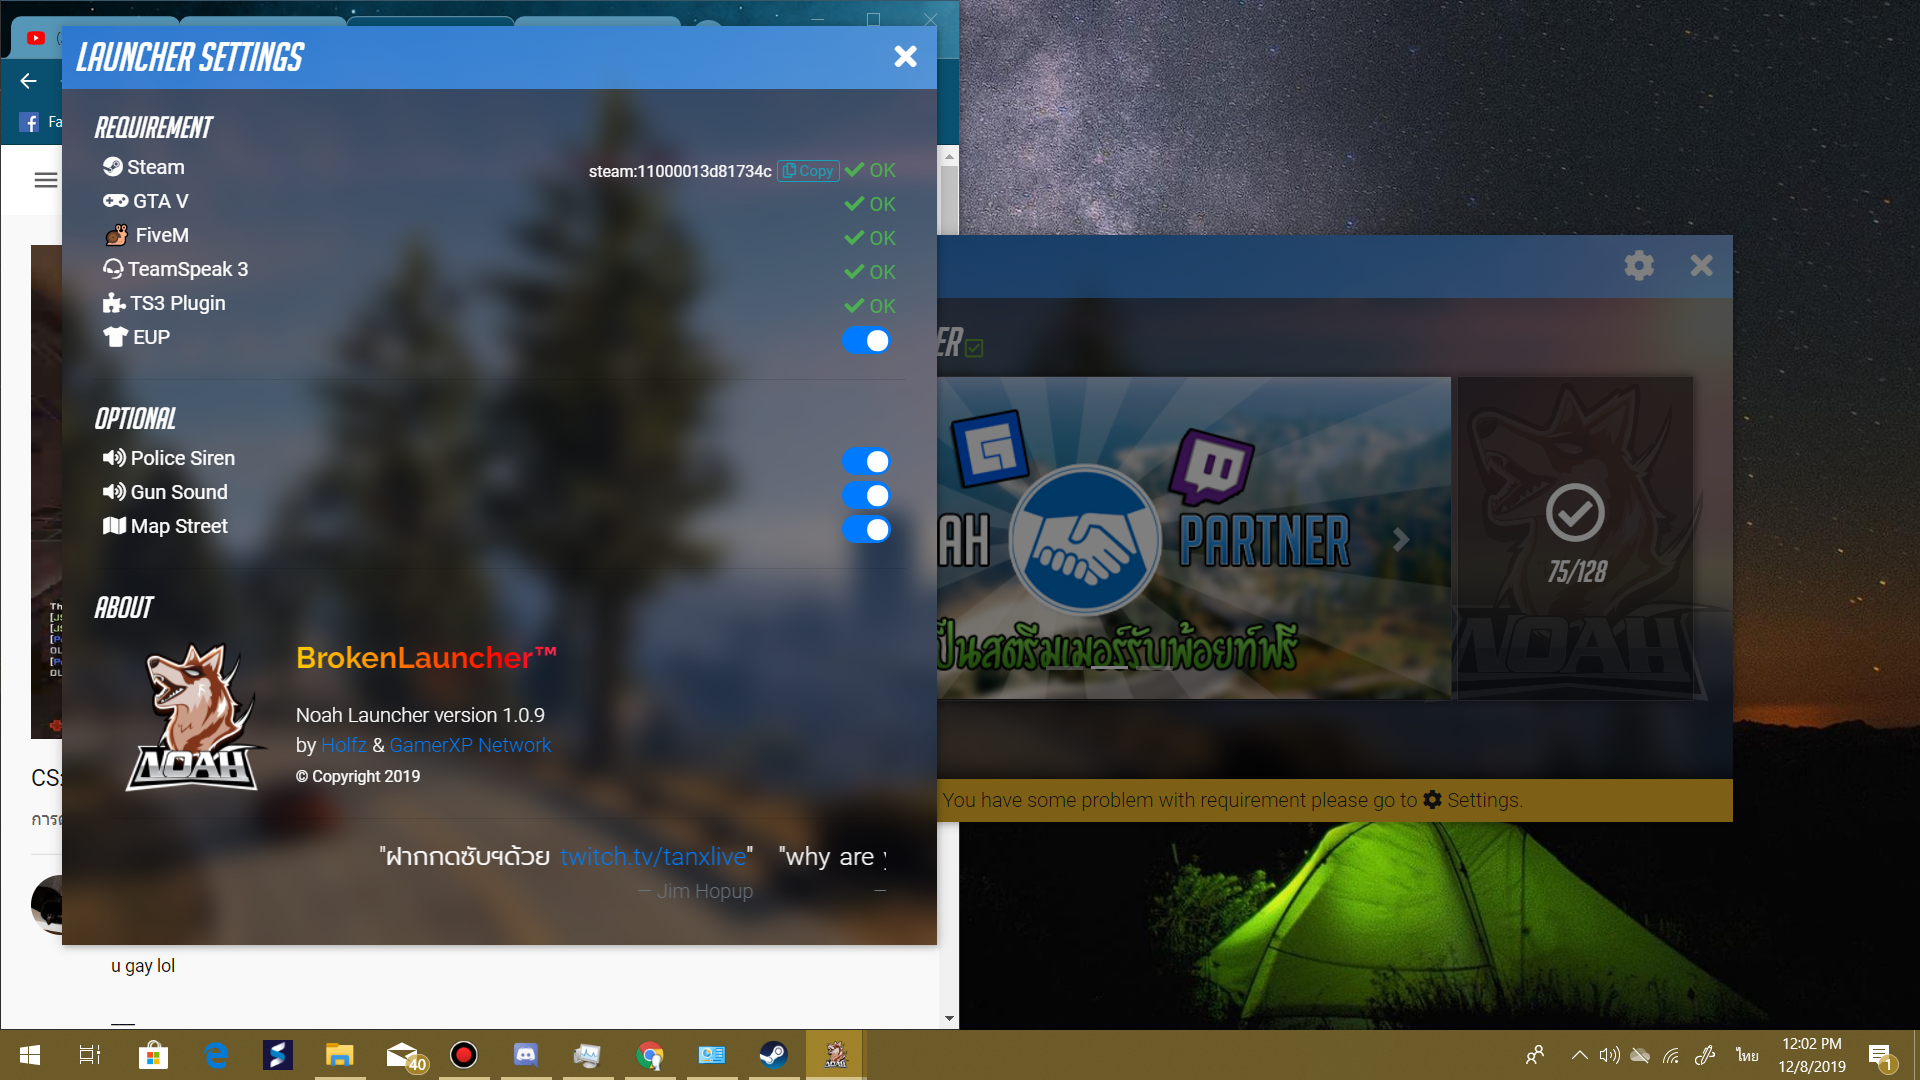 LAUNCHER SETTINGS
Fa
REQUIREMENT
Steam
steam:11000013d81734c Copy OK
GTA V OK
FiveM OK
TeamSpeak 3 OK
TS3 Plugin OK
EUP
OPTIONAL
Police Siren
Gun Sound
Map Street
ABOUT
BrokenLauncher™
Noah Launcher version 1.0.9
by Holfz & GamerXP Network
© Copyright 2019
NOAH
"ฝากกดซับฯด้วย twitch.tv/tanxlive" "why are
— Jim Hopup —
ER
AH PARTNER
ป็นสตรีมเมอร์รับพ้อยท์ฟรี
75/128
NOAH
You have some problem with requirement please go to Settings.
Th
CS:
การต
u gay lol
40
ไทย
12:02 PM
12/8/2019
1